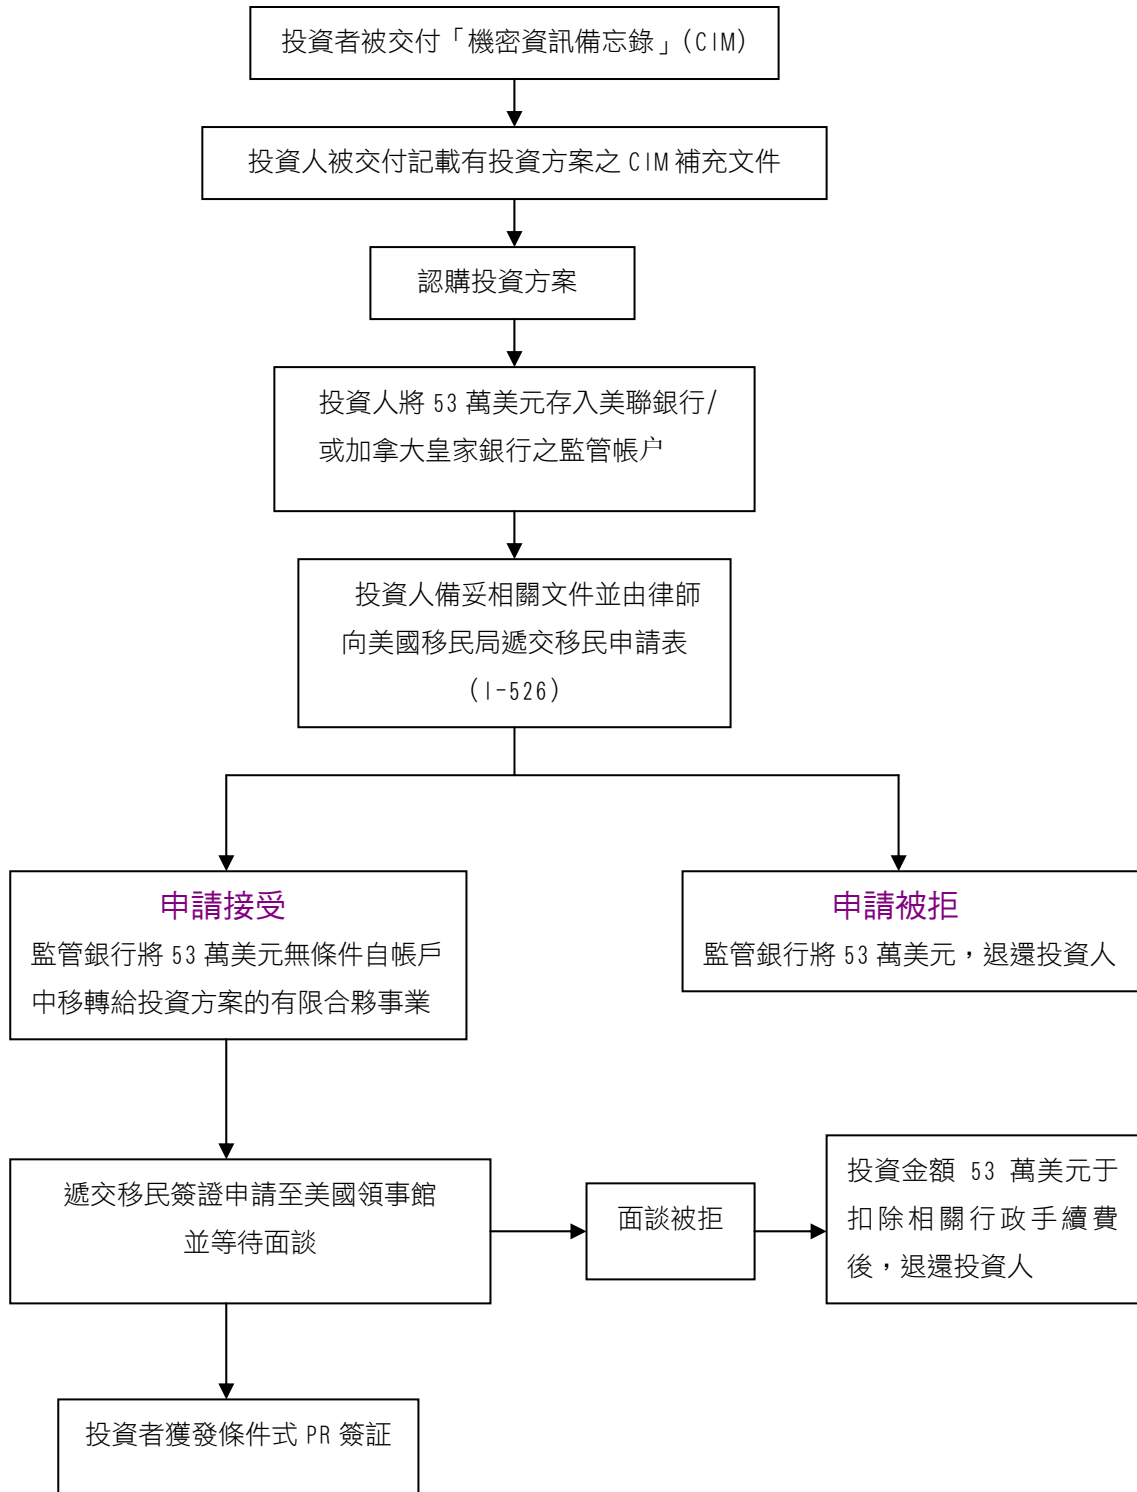 投資者被交付「機密資訊備忘錄」(CIM)
投資人被交付記載有投資方案之 CIM 補充文件
認購投資方案
投資人將 53 萬美元存入美聯銀行/
或加拿大皇家銀行之監管帳户
投資人備妥相關文件並由律師
向美國移民局遞交移民申請表
(I-526)
申請接受
監管銀行將 53 萬美元無條件自帳戶
中移轉給投資方案的有限合夥事業
申請被拒
監管銀行將 53 萬美元，退還投資人
遞交移民簽證申請至美國領事館
並等待面談
面談被拒
投資金額 53 萬美元于
扣除相關行政手續費
後，退還投資人
投資者獲發條件式 PR 簽証